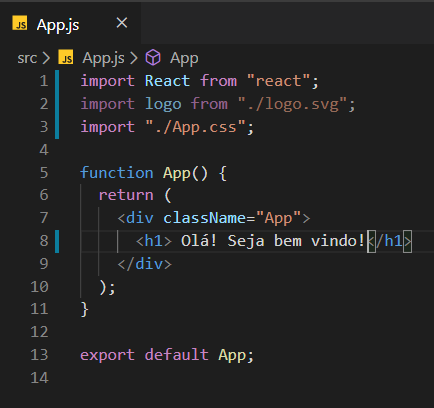 JS App.js ×
src > JS App.js > App
1 import React from "react";
2 import logo from "./logo.svg";
3 import "./App.css";
4
5 function App() {
6   return (
7     <div className="App">
8       <h1> Olá! Seja bem vindo!</h1>
9     </div>
10   );
11 }
12
13 export default App;
14